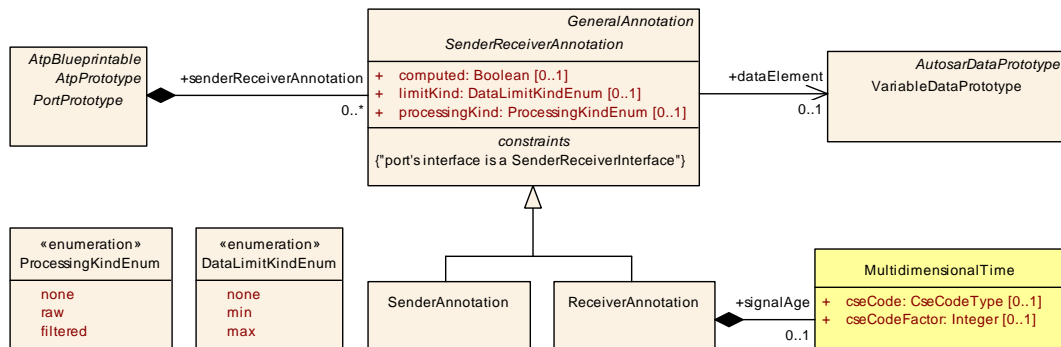 AtpBlueprintable
AtpPrototype
PortPrototype
+senderReceiverAnnotation
0..*
GeneralAnnotation
SenderReceiverAnnotation
+ computed: Boolean [0..1]
+ limitKind: DataLimitKindEnum [0..1]
+ processingKind: ProcessingKindEnum [0..1]
constraints
{"port's interface is a SenderReceiverInterface"}
+dataElement
0..1
AutosarDataPrototype
VariableDataPrototype
«enumeration»
ProcessingKindEnum
none
raw
filtered
«enumeration»
DataLimitKindEnum
none
min
max
SenderAnnotation
ReceiverAnnotation
+signalAge
0..1
MultidimensionalTime
+ cseCode: CseCodeType [0..1]
+ cseCodeFactor: Integer [0..1]